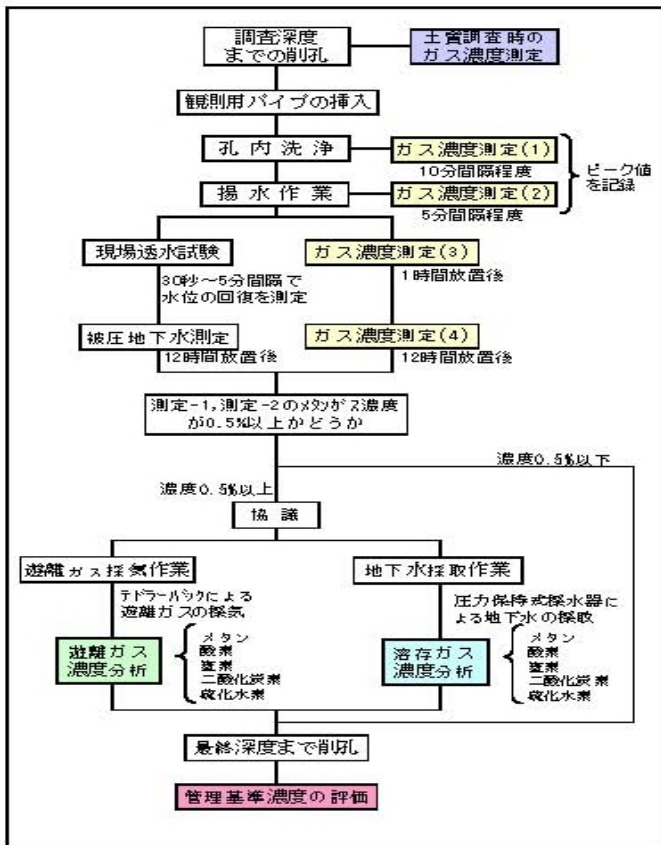 調査深度
までの削孔
土質調査時の
ガス濃度測定
観測用パイプの挿入
孔内洗浄
ガス濃度測定(1)
10分間隔程度
ピーク値
を記録
揚水作業
ガス濃度測定(2)
5分間隔程度
現場透水試験
ガス濃度測定(3)
30秒～5分間隔で
水位の回復を測定
1時間放置後
被圧地下水測定
ガス濃度測定(4)
12時間放置後
12時間放置後
測定-1,測定-2のメタンガス濃度
が0.5%以上かどうか
濃度0.5%以下
濃度0.5%以上
協議
遊離ガス採気作業
地下水採取作業
テドラーバックによる
遊離ガスの採気
圧力保持式採水器に
よる地下水の採取
遊離ガス
濃度分析
メタン
酸素
窒素
二酸化炭素
硫化水素
溶存ガス
濃度分析
メタン
酸素
窒素
二酸化炭素
硫化水素
最終深度まで削孔
管理基準濃度の評価